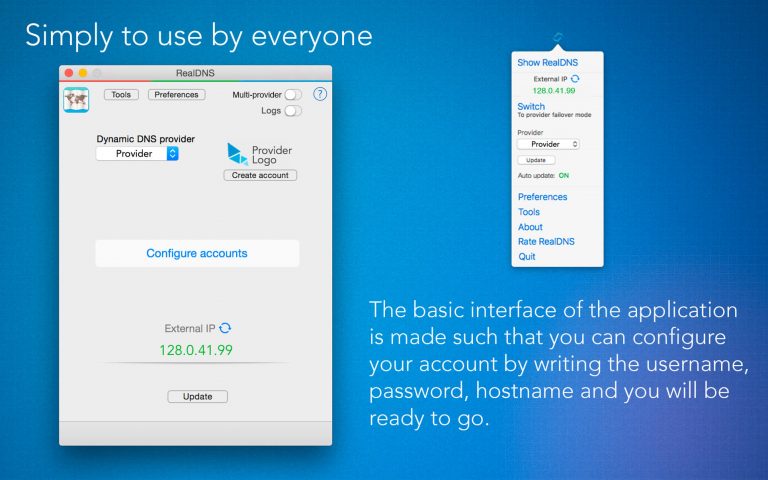 Simply to use by everyone
RealDNS
Tools
Preferences
Multi-provider
?
Logs
Dynamic DNS provider
Provider
Provider
Logo
Create account
Configure accounts
External IP
128.0.41.99
Update
Show RealDNS
External IP
128.0.41.99
Switch
To provider failover mode
Provider
Provider
Update
Auto update: ON
Preferences
Tools
About
Rate RealDNS
Quit
The basic interface of the application
is made such that you can configure
your account by writing the username,
password, hostname and you will be
ready to go.